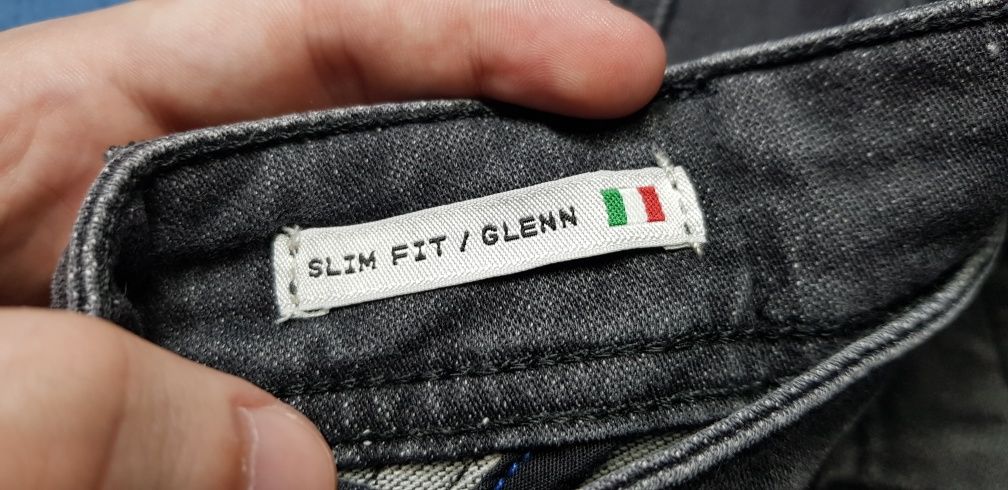 SLIM FIT / GLENN